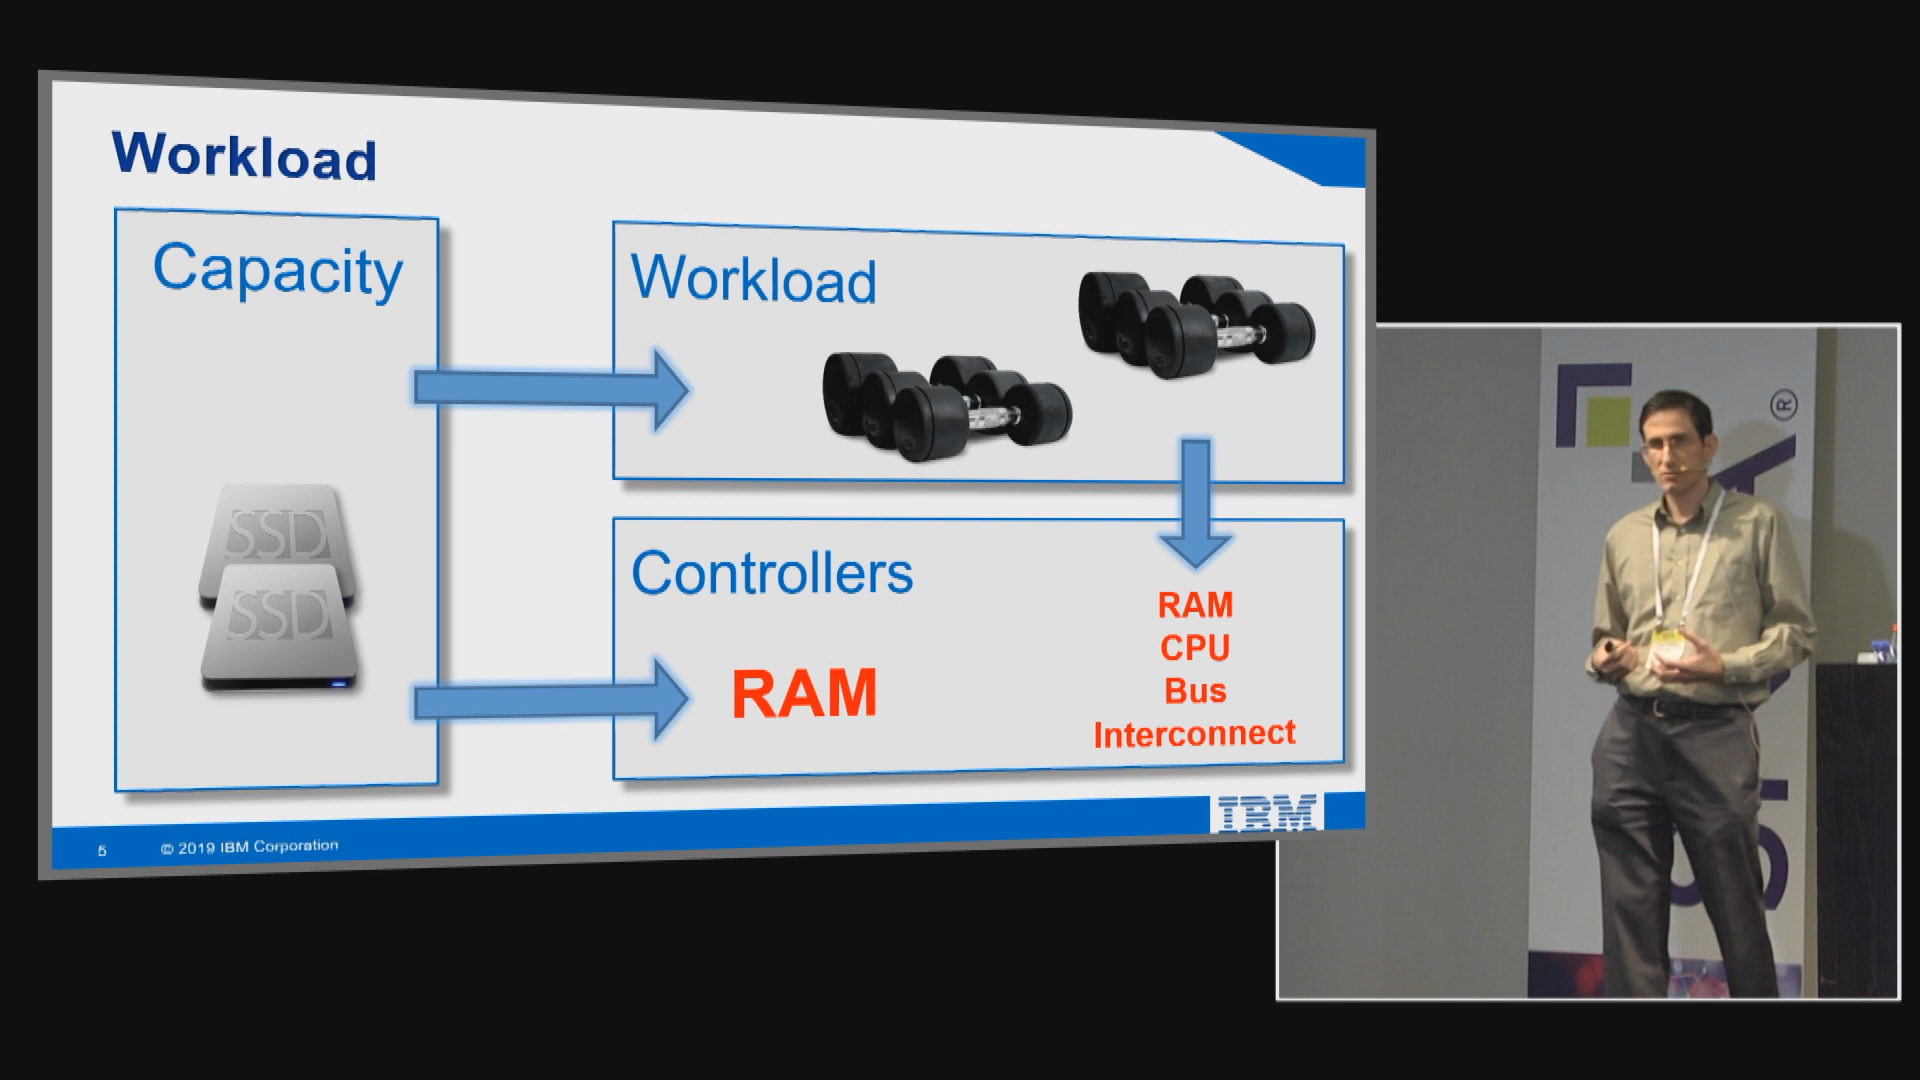 Workload
Capacity
SSD
SSD
Workload
Controllers
RAM
RAM
CPU
Bus
Interconnect
5
© 2019 IBM Corporation
IBM
®